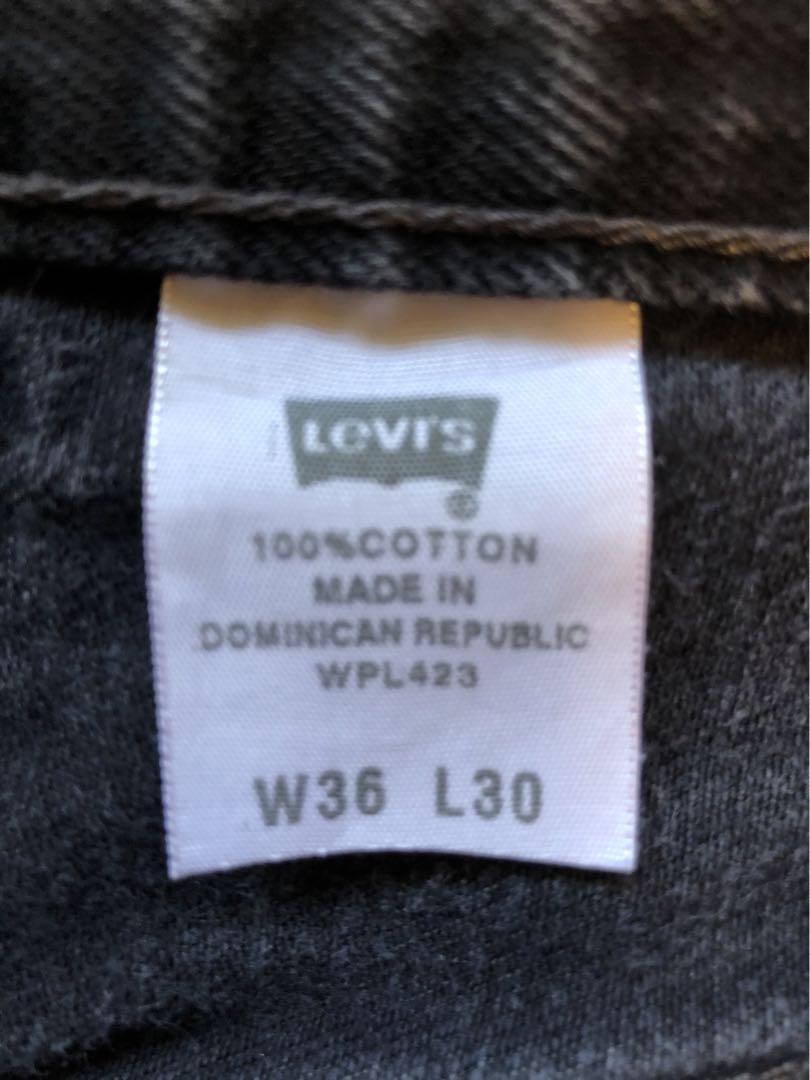 Levi's
®
100%COTTON
MADE IN
DOMINICAN REPUBLIC
WPL423
W36 L30